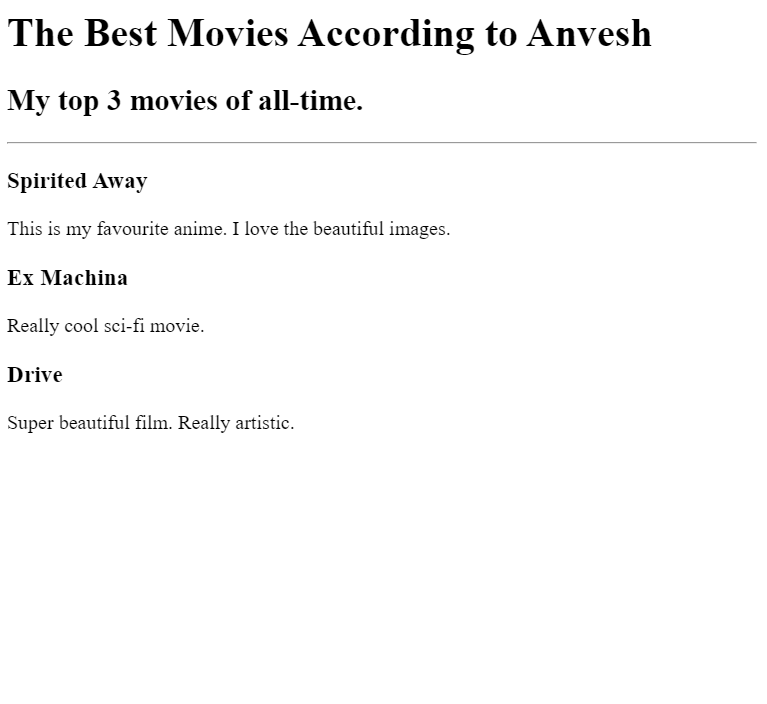 The Best Movies According to Anvesh
My top 3 movies of all-time.
Spirited Away
This is my favourite anime. I love the beautiful images.
Ex Machina
Really cool sci-fi movie.
Drive
Super beautiful film. Really artistic.